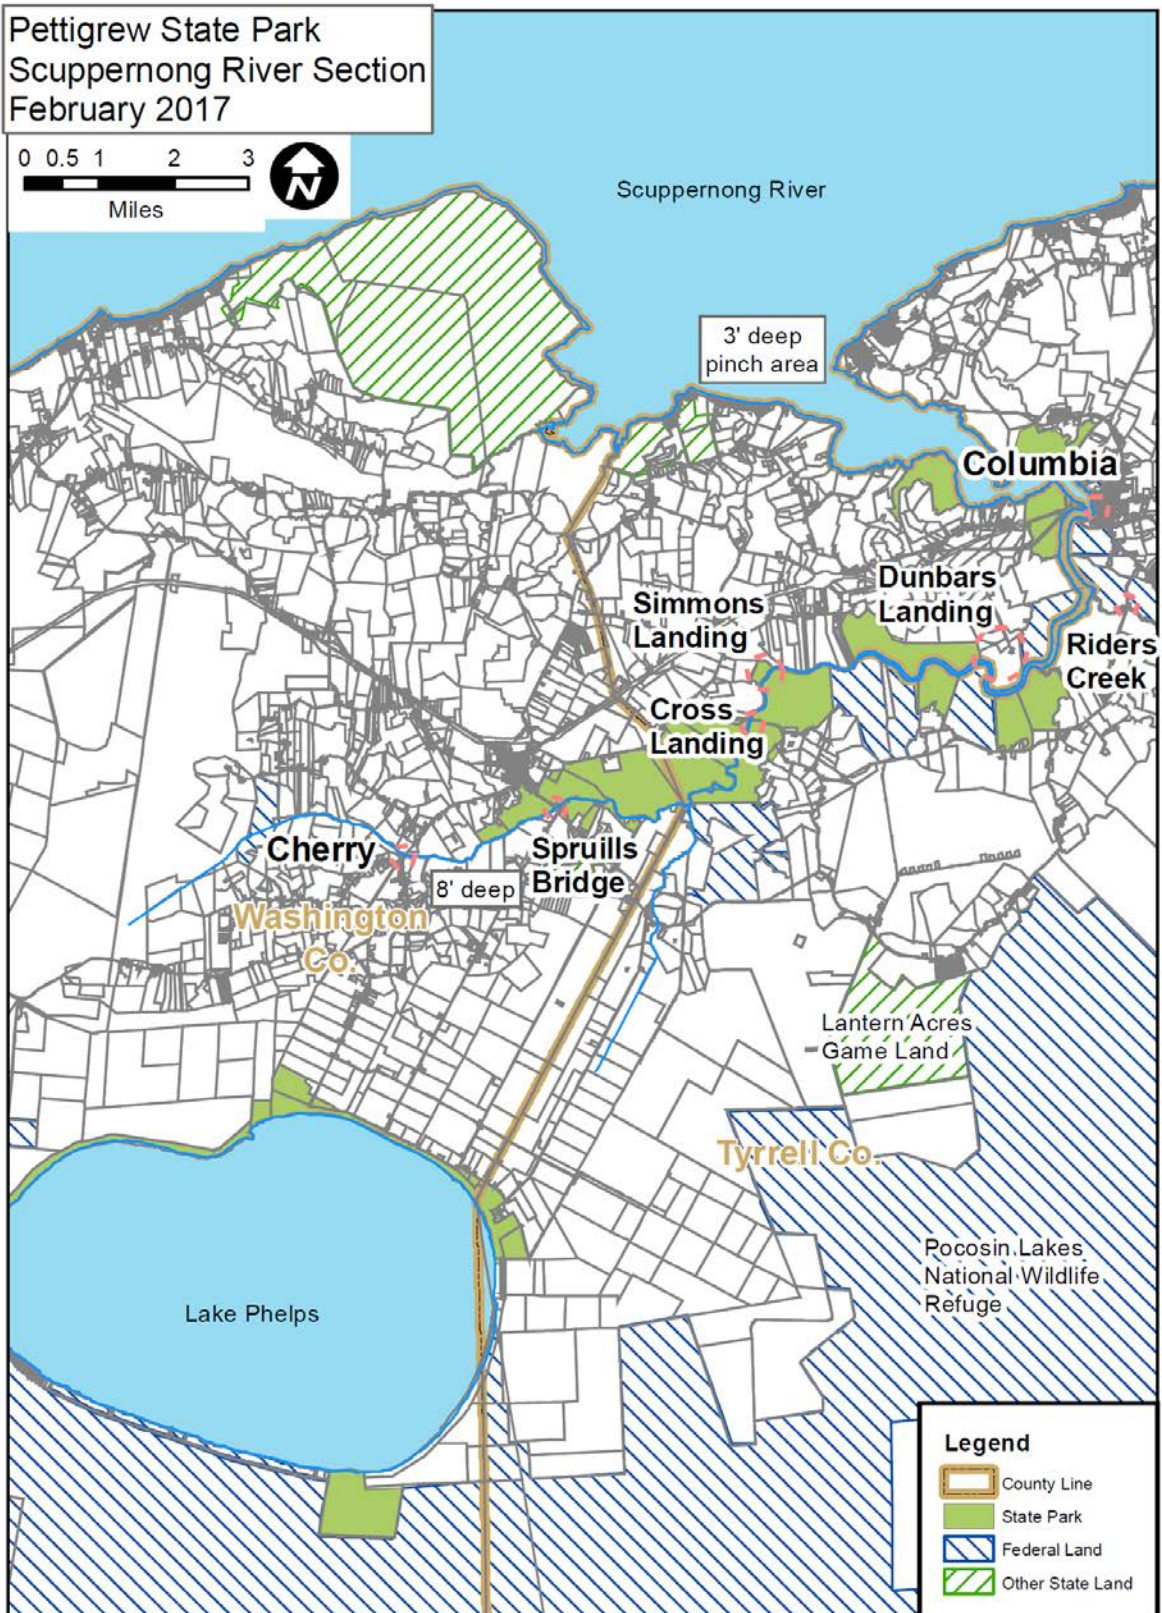 Pettigrew State Park
Scuppernong River Section
February 2017
0 0.5 1 2 3
Miles
N
Scuppernong River
3' deep
pinch area
Columbia
Dunbars
Landing
Simmons
Landing
Riders
Creek
Cross
Landing
Cherry
Spruills
Bridge
8' deep
Washington
Co.
Lantern Acres
Game Land
Tyrrell Co.
Pocosin Lakes
National Wildlife
Refuge
Lake Phelps
Legend
County Line
State Park
Federal Land
Other State Land